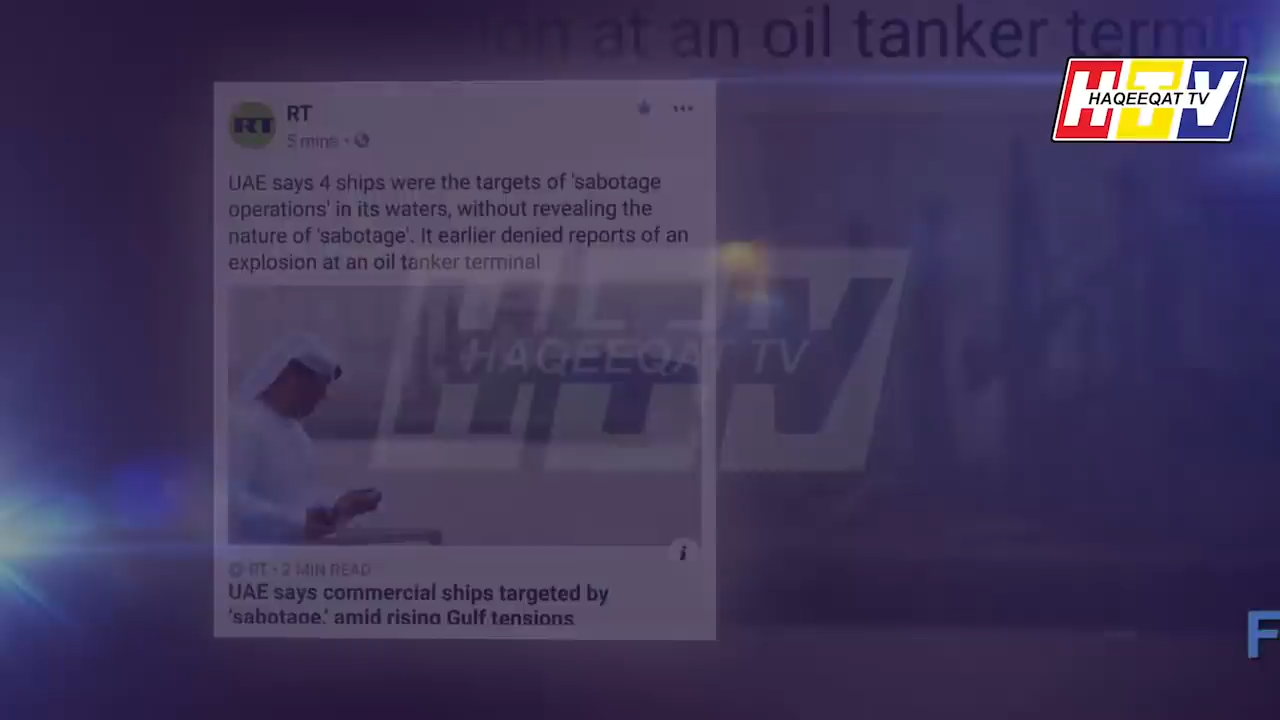 on at an oil tanker termin
HTV
HAQEEQAT TV
RT
RT
5 mins
UAE says 4 ships were the targets of 'sabotage
operations' in its waters, without revealing the
nature of 'sabotage'. It earlier denied reports of an
explosion at an oil tanker terminal
HTV
HAQEEQAT TV
i
RT • 2 MIN READ
UAE says commercial ships targeted by
'sabotage,' amid rising Gulf tensions
F